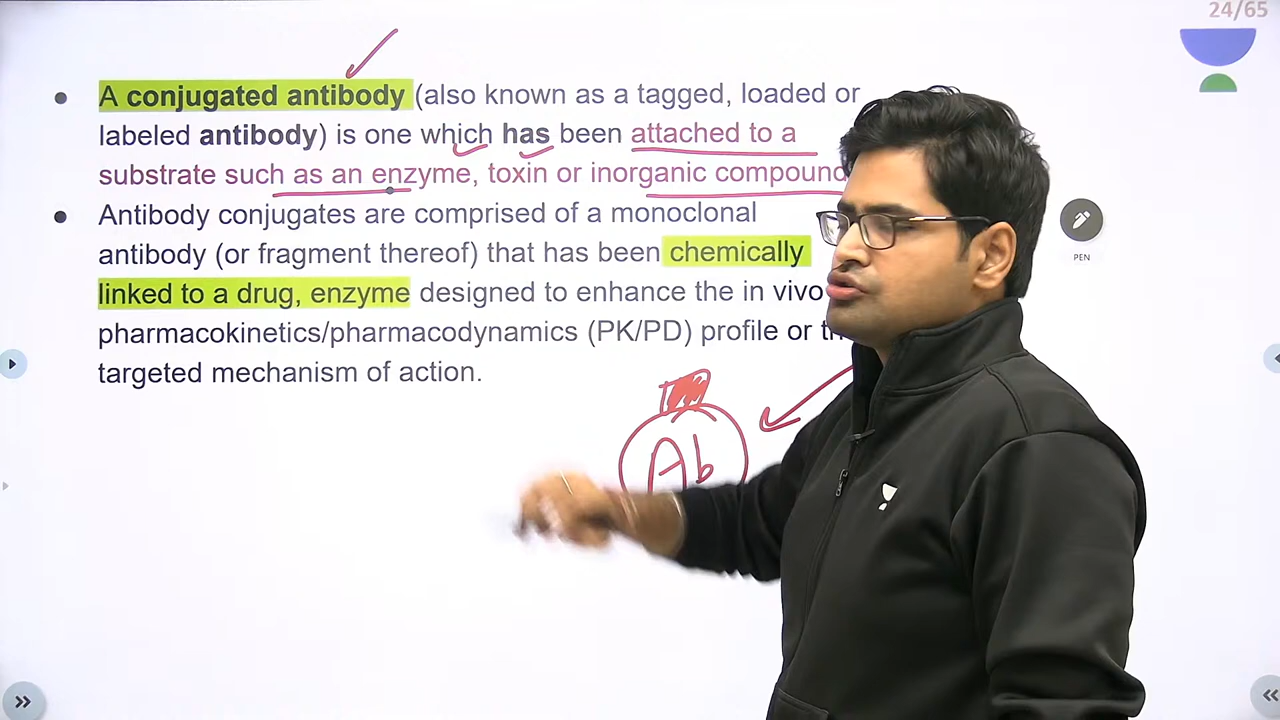 24/65
A conjugated antibody (also known as a tagged, loaded or
labeled antibody) is one which has been attached to a
substrate such as an enzyme, toxin or inorganic compound
Antibody conjugates are comprised of a monoclonal
antibody (or fragment thereof) that has been chemically
linked to a drug, enzyme designed to enhance the in vivo
pharmacokinetics/pharmacodynamics (PK/PD) profile or
targeted mechanism of action.
PEN
Ab